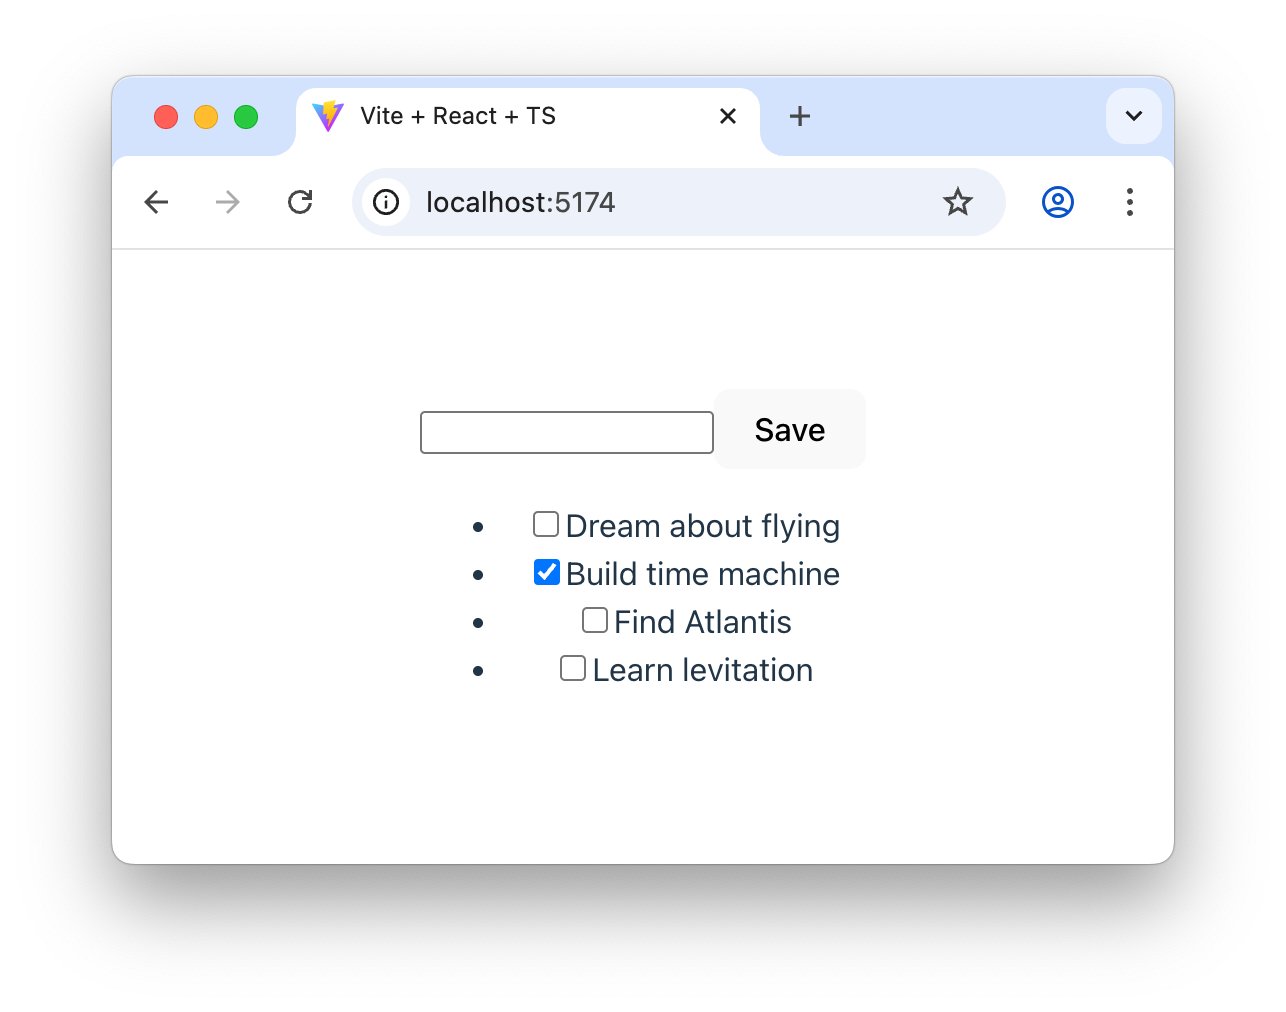 Vite + React + TS
localhost:5174
Save
Dream about flying
Build time machine
Find Atlantis
Learn levitation